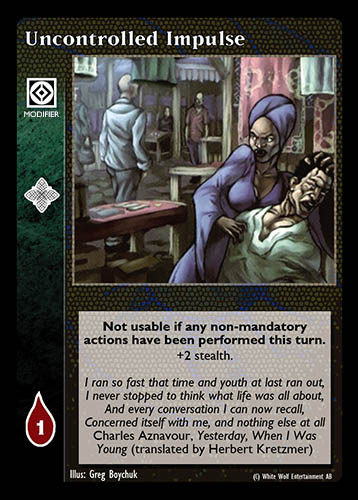 Uncontrolled Impulse
MODIFIER
Not usable if any non-mandatory
actions have been performed this turn.
+2 stealth.
I ran so fast that time and youth at last ran out,
I never stopped to think what life was all about,
And every conversation I can now recall,
Concerned itself with me, and nothing else at all
Charles Aznavour, Yesterday, When I Was
Young (translated by Herbert Kretzmer)
1
Illus: Greg Boychuk
(C) White Wolf Entertainment AB